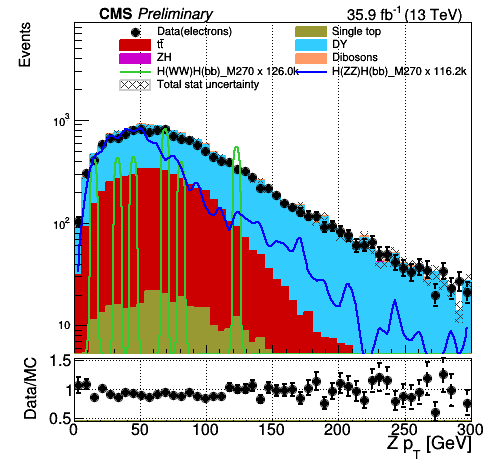 CMS Preliminary 35.9 fb⁻¹ (13 TeV)
Data(electrons) Single top
tt̄ DY
ZH Dibosons
H(WW)H(bb)_M270 x 126.0k H(ZZ)H(bb)_M270 x 116.2k
Total stat uncertainty
Events
10³
10²
10
Data/MC
1.5
1.0
0.5
0 50 100 150 200 250 300
Z p_T [GeV]